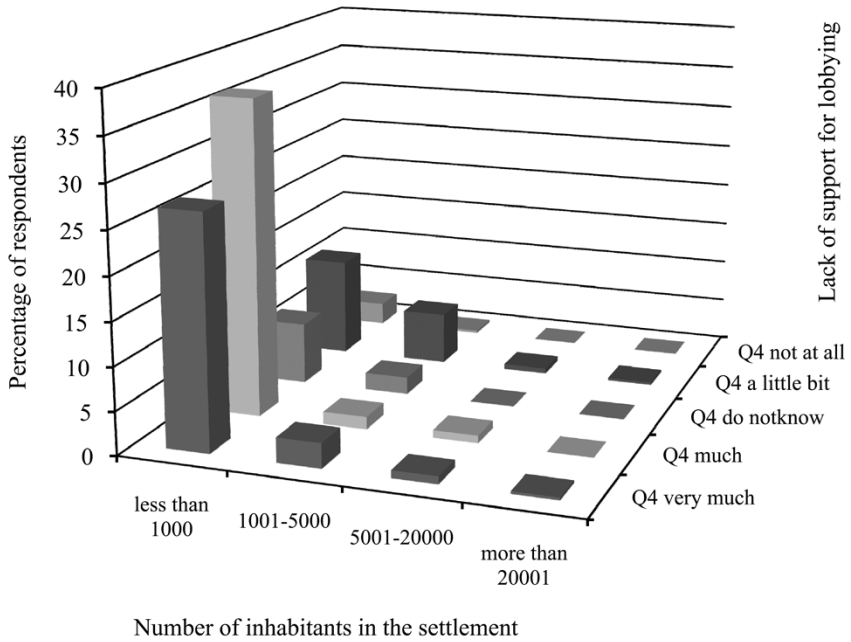 Percentage of respondents
40
35
30
25
20
15
10
5
0
less than
1000
1001-5000
5001-20000
more than
20001
Number of inhabitants in the settlement
Q4 not at all
Q4 a little bit
Q4 do notknow
Q4 much
Q4 very much
Lack of support for lobbying